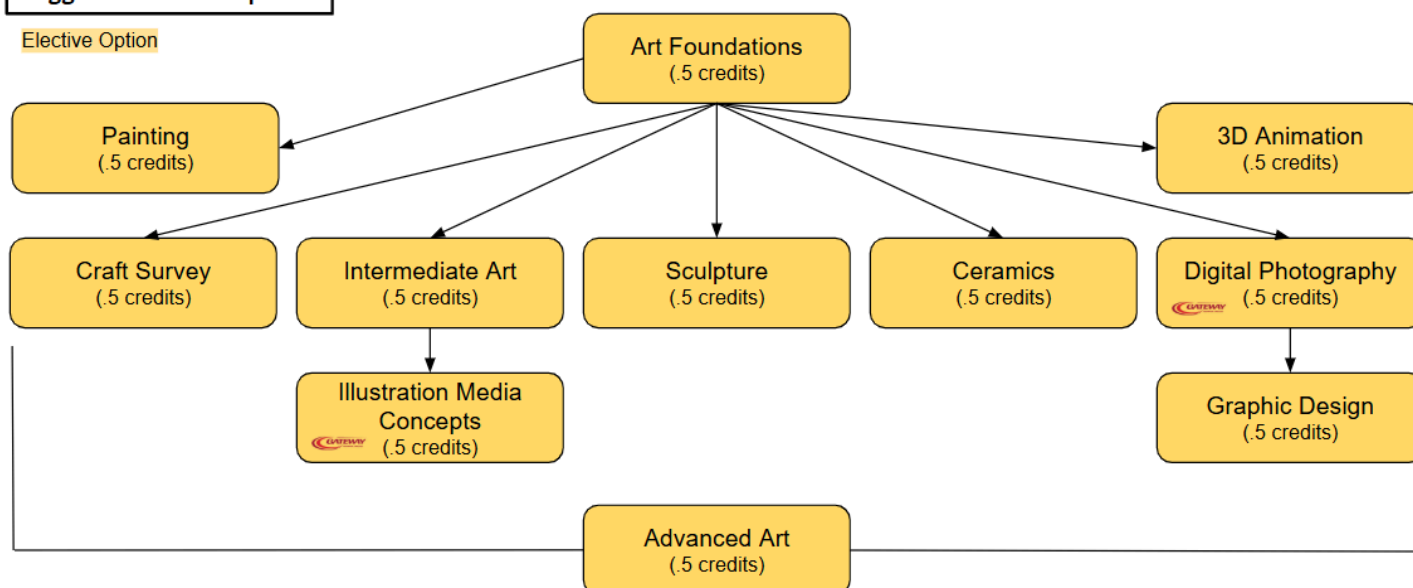 Elective Option
Art Foundations
(.5 credits)
Painting
(.5 credits)
3D Animation
(.5 credits)
Craft Survey
(.5 credits)
Intermediate Art
(.5 credits)
Sculpture
(.5 credits)
Ceramics
(.5 credits)
Digital Photography
GATEWAY (.5 credits)
Illustration Media
Concepts
GATEWAY (.5 credits)
Graphic Design
(.5 credits)
Advanced Art
(.5 credits)